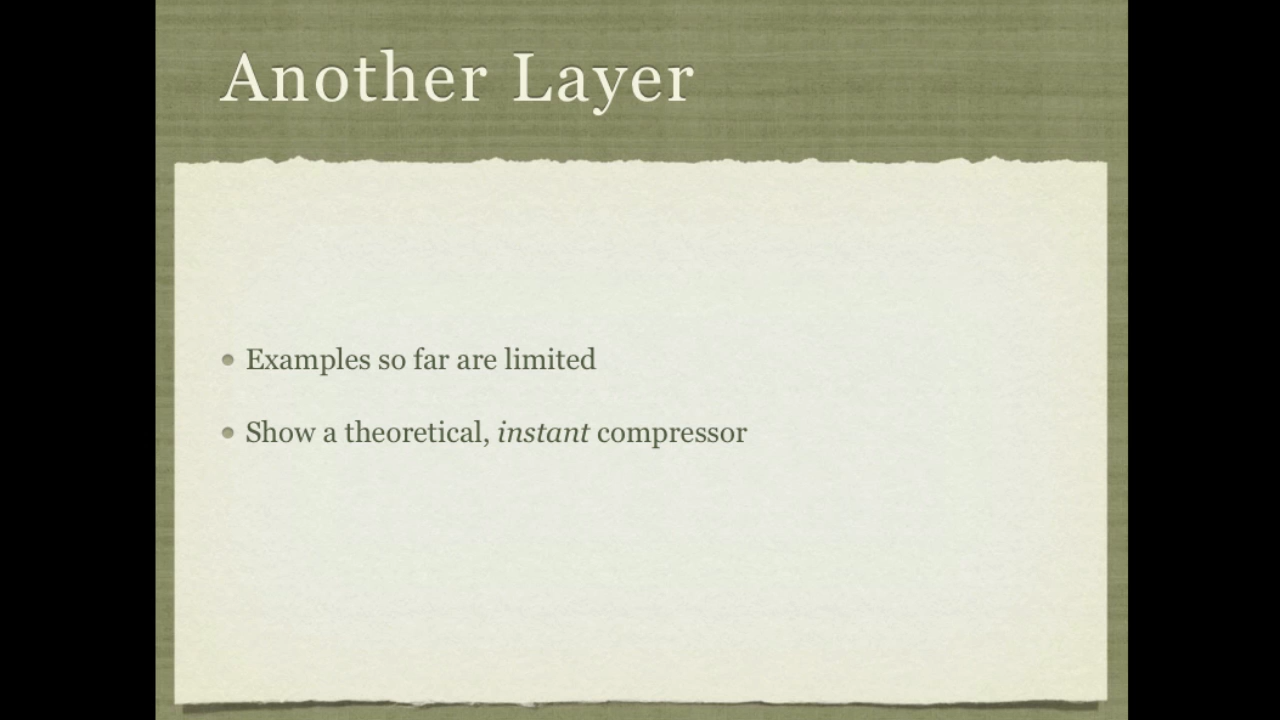 Another Layer
Examples so far are limited
Show a theoretical, instant compressor